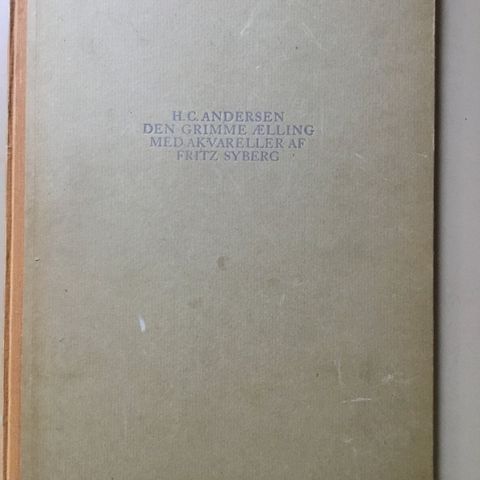 H.C. ANDERSEN
DEN GRIMME ÆLLING
MED AKVARELLER AF
FRITZ SYBERG